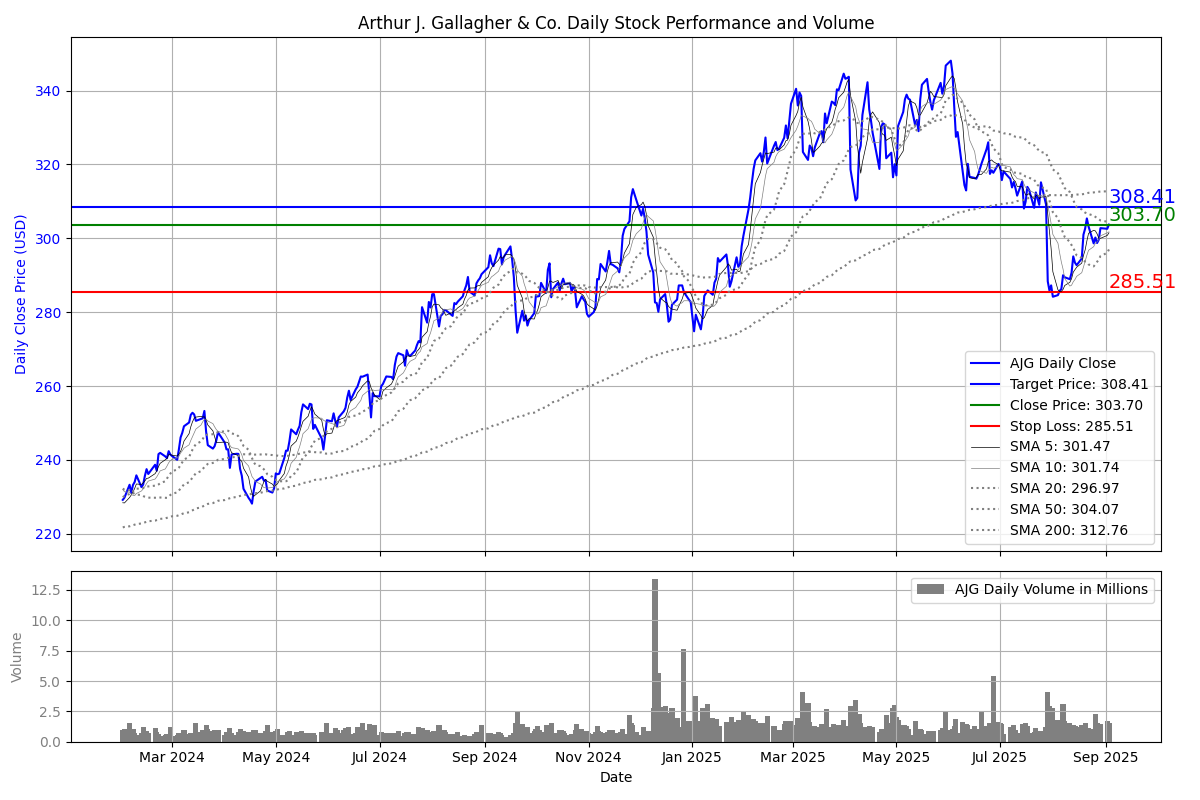 Arthur J. Gallagher & Co. Daily Stock Performance and Volume
Daily Close Price (USD)
340
320
300
280
260
240
220
308.41
303.70
285.51
AJG Daily Close
Target Price: 308.41
Close Price: 303.70
Stop Loss: 285.51
SMA 5: 301.47
SMA 10: 301.74
SMA 20: 296.97
SMA 50: 304.07
SMA 200: 312.76
Volume
12.5
10.0
7.5
5.0
2.5
0.0
AJG Daily Volume in Millions
Mar 2024
May 2024
Jul 2024
Sep 2024
Nov 2024
Jan 2025
Mar 2025
May 2025
Jul 2025
Sep 2025
Date